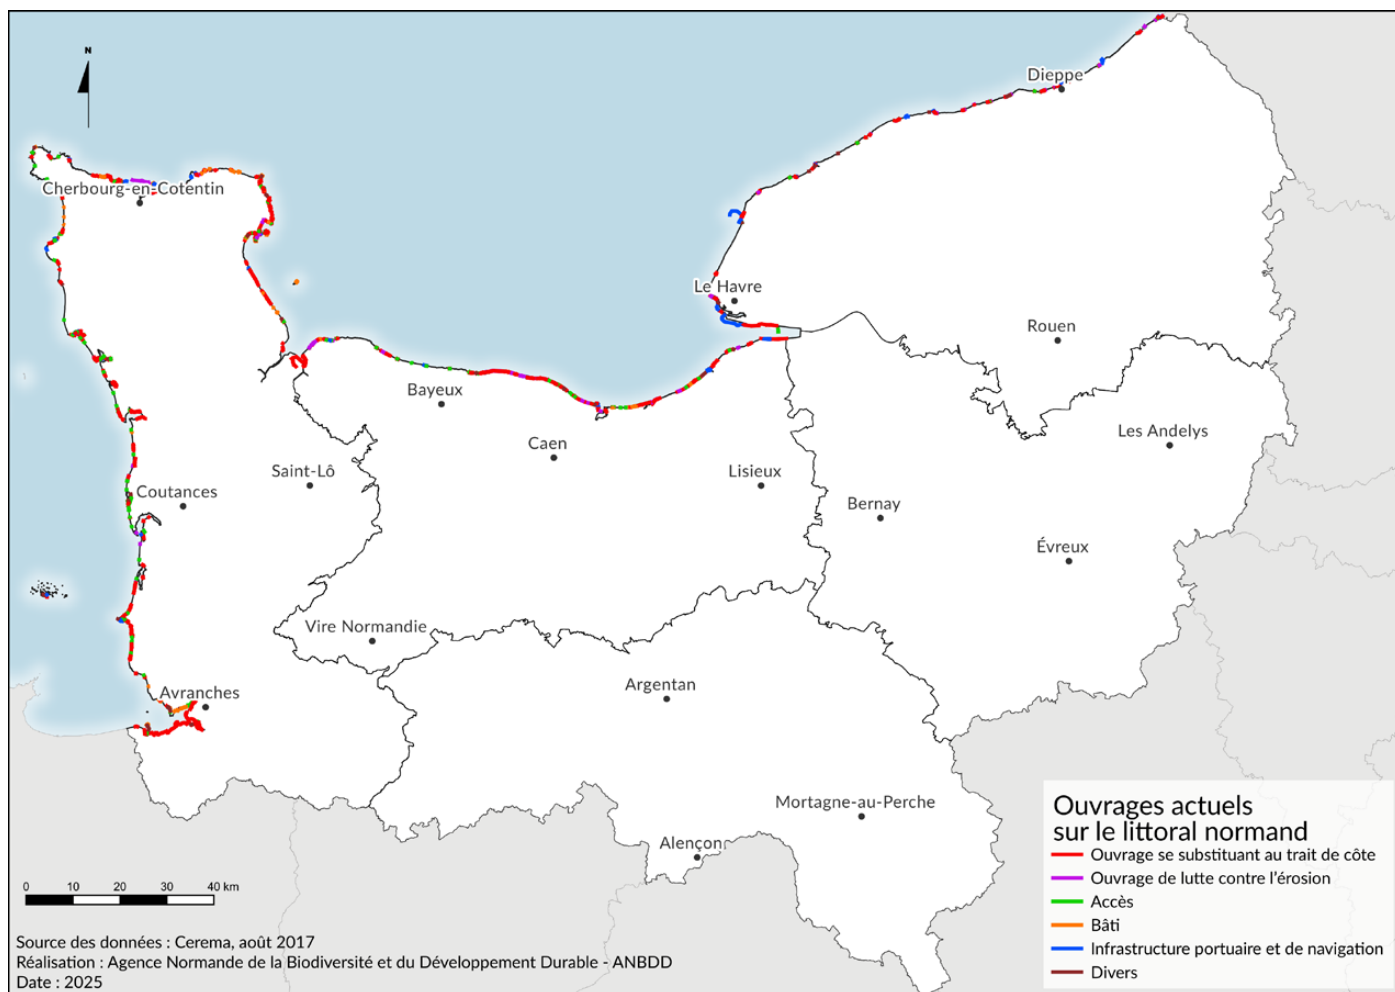 N
Dieppe
Cherbourg-en-Cotentin
Le Havre
Rouen
Bayeux
Les Andelys
Caen
Saint-Lô
Lisieux
Coutances
Bernay
Évreux
Vire Normandie
Argentan
Avranches
Mortagne-au-Perche
Alençon
Ouvrages actuels
sur le littoral normand
Ouvrage se substituant au trait de côte
Ouvrage de lutte contre l'érosion
Accès
Bâti
Infrastructure portuaire et de navigation
Divers
0 10 20 30 40 km
Source des données : Cerema, août 2017
Réalisation : Agence Normande de la Biodiversité et du Développement Durable - ANBDD
Date : 2025